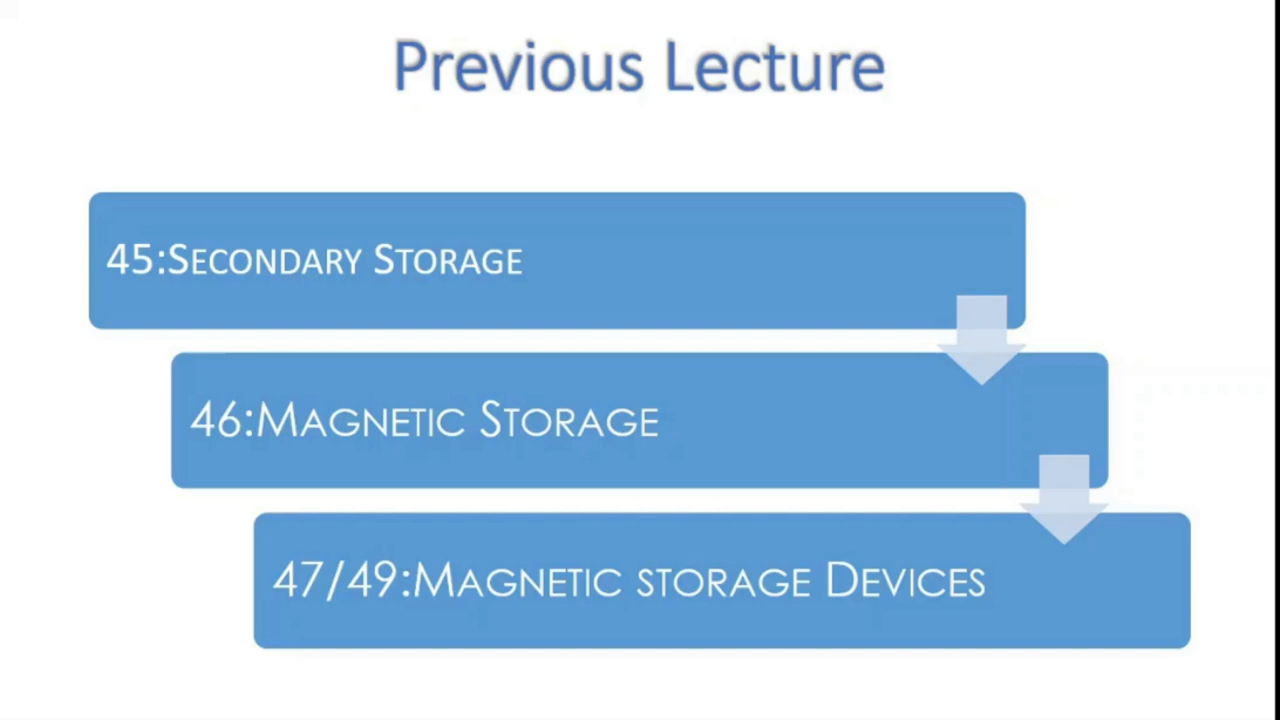 Previous Lecture
45:Secondary Storage
46:Magnetic Storage
47/49:Magnetic storage Devices